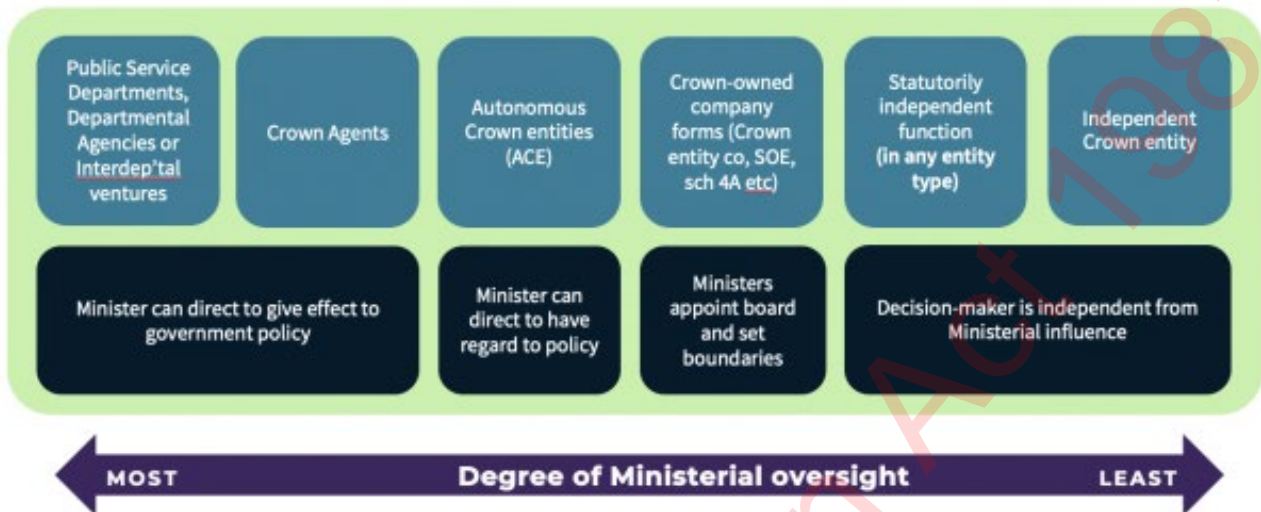 Public Service
Departments,
Departmental
Agencies or
Interdep'tal
ventures
Crown Agents
Autonomous
Crown entities
(ACE)
Crown-owned
company
forms (Crown
entity co, SOE,
sch 4A etc)
Statutorily
independent
function
(in any entity
type)
Independent
Crown entity
Minister can direct to give effect to
government policy
Minister can
direct to have
regard to policy
Ministers
appoint board
and set
boundaries
Decision-maker is independent from
Ministerial influence
MOST Degree of Ministerial oversight LEAST
Act 198